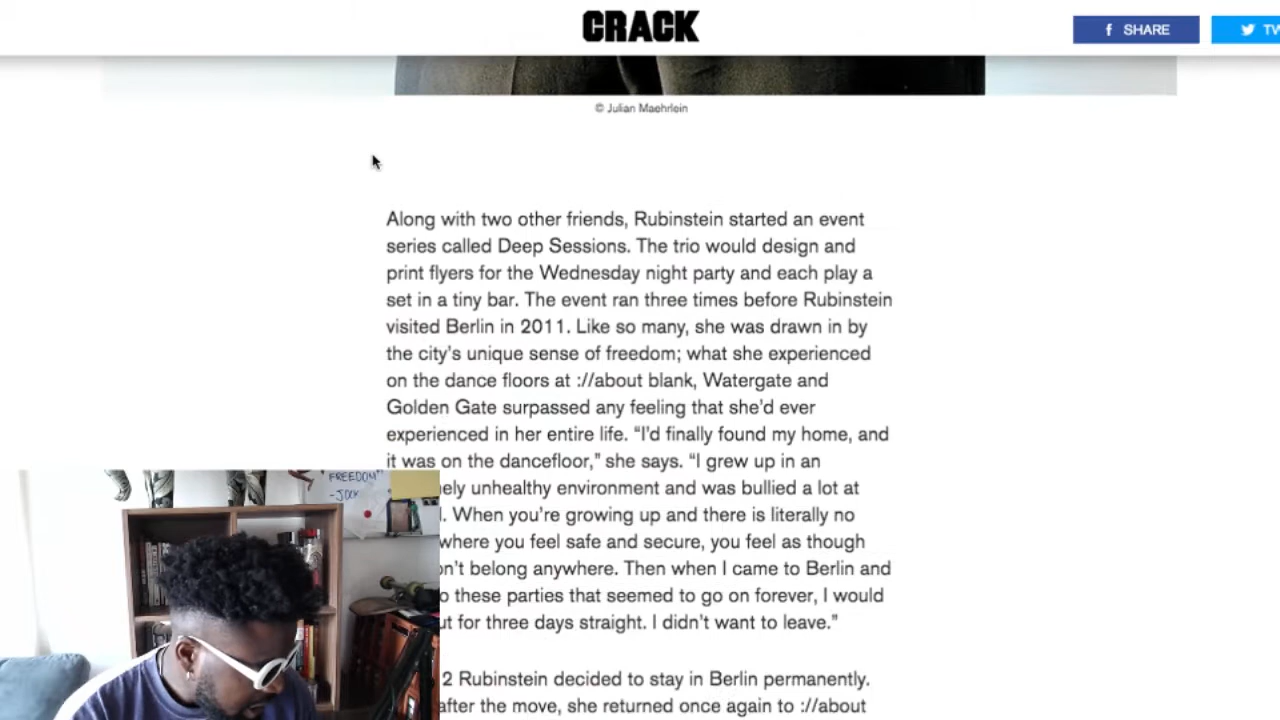 CRACK
SHARE
TW
© Julian Maehrlein
Along with two other friends, Rubinstein started an event
series called Deep Sessions. The trio would design and
print flyers for the Wednesday night party and each play a
set in a tiny bar. The event ran three times before Rubinstein
visited Berlin in 2011. Like so many, she was drawn in by
the city’s unique sense of freedom; what she experienced
on the dance floors at ://about blank, Watergate and
Golden Gate surpassed any feeling that she’d ever
experienced in her entire life. “I’d finally found my home, and
it was on the dancefloor,” she says. “I grew up in an
ely unhealthy environment and was bullied a lot at
. When you’re growing up and there is literally no
where you feel safe and secure, you feel as though
n’t belong anywhere. Then when I came to Berlin and
o these parties that seemed to go on forever, I would
ut for three days straight. I didn’t want to leave.”
2 Rubinstein decided to stay in Berlin permanently.
after the move, she returned once again to ://about
FREEDOM"